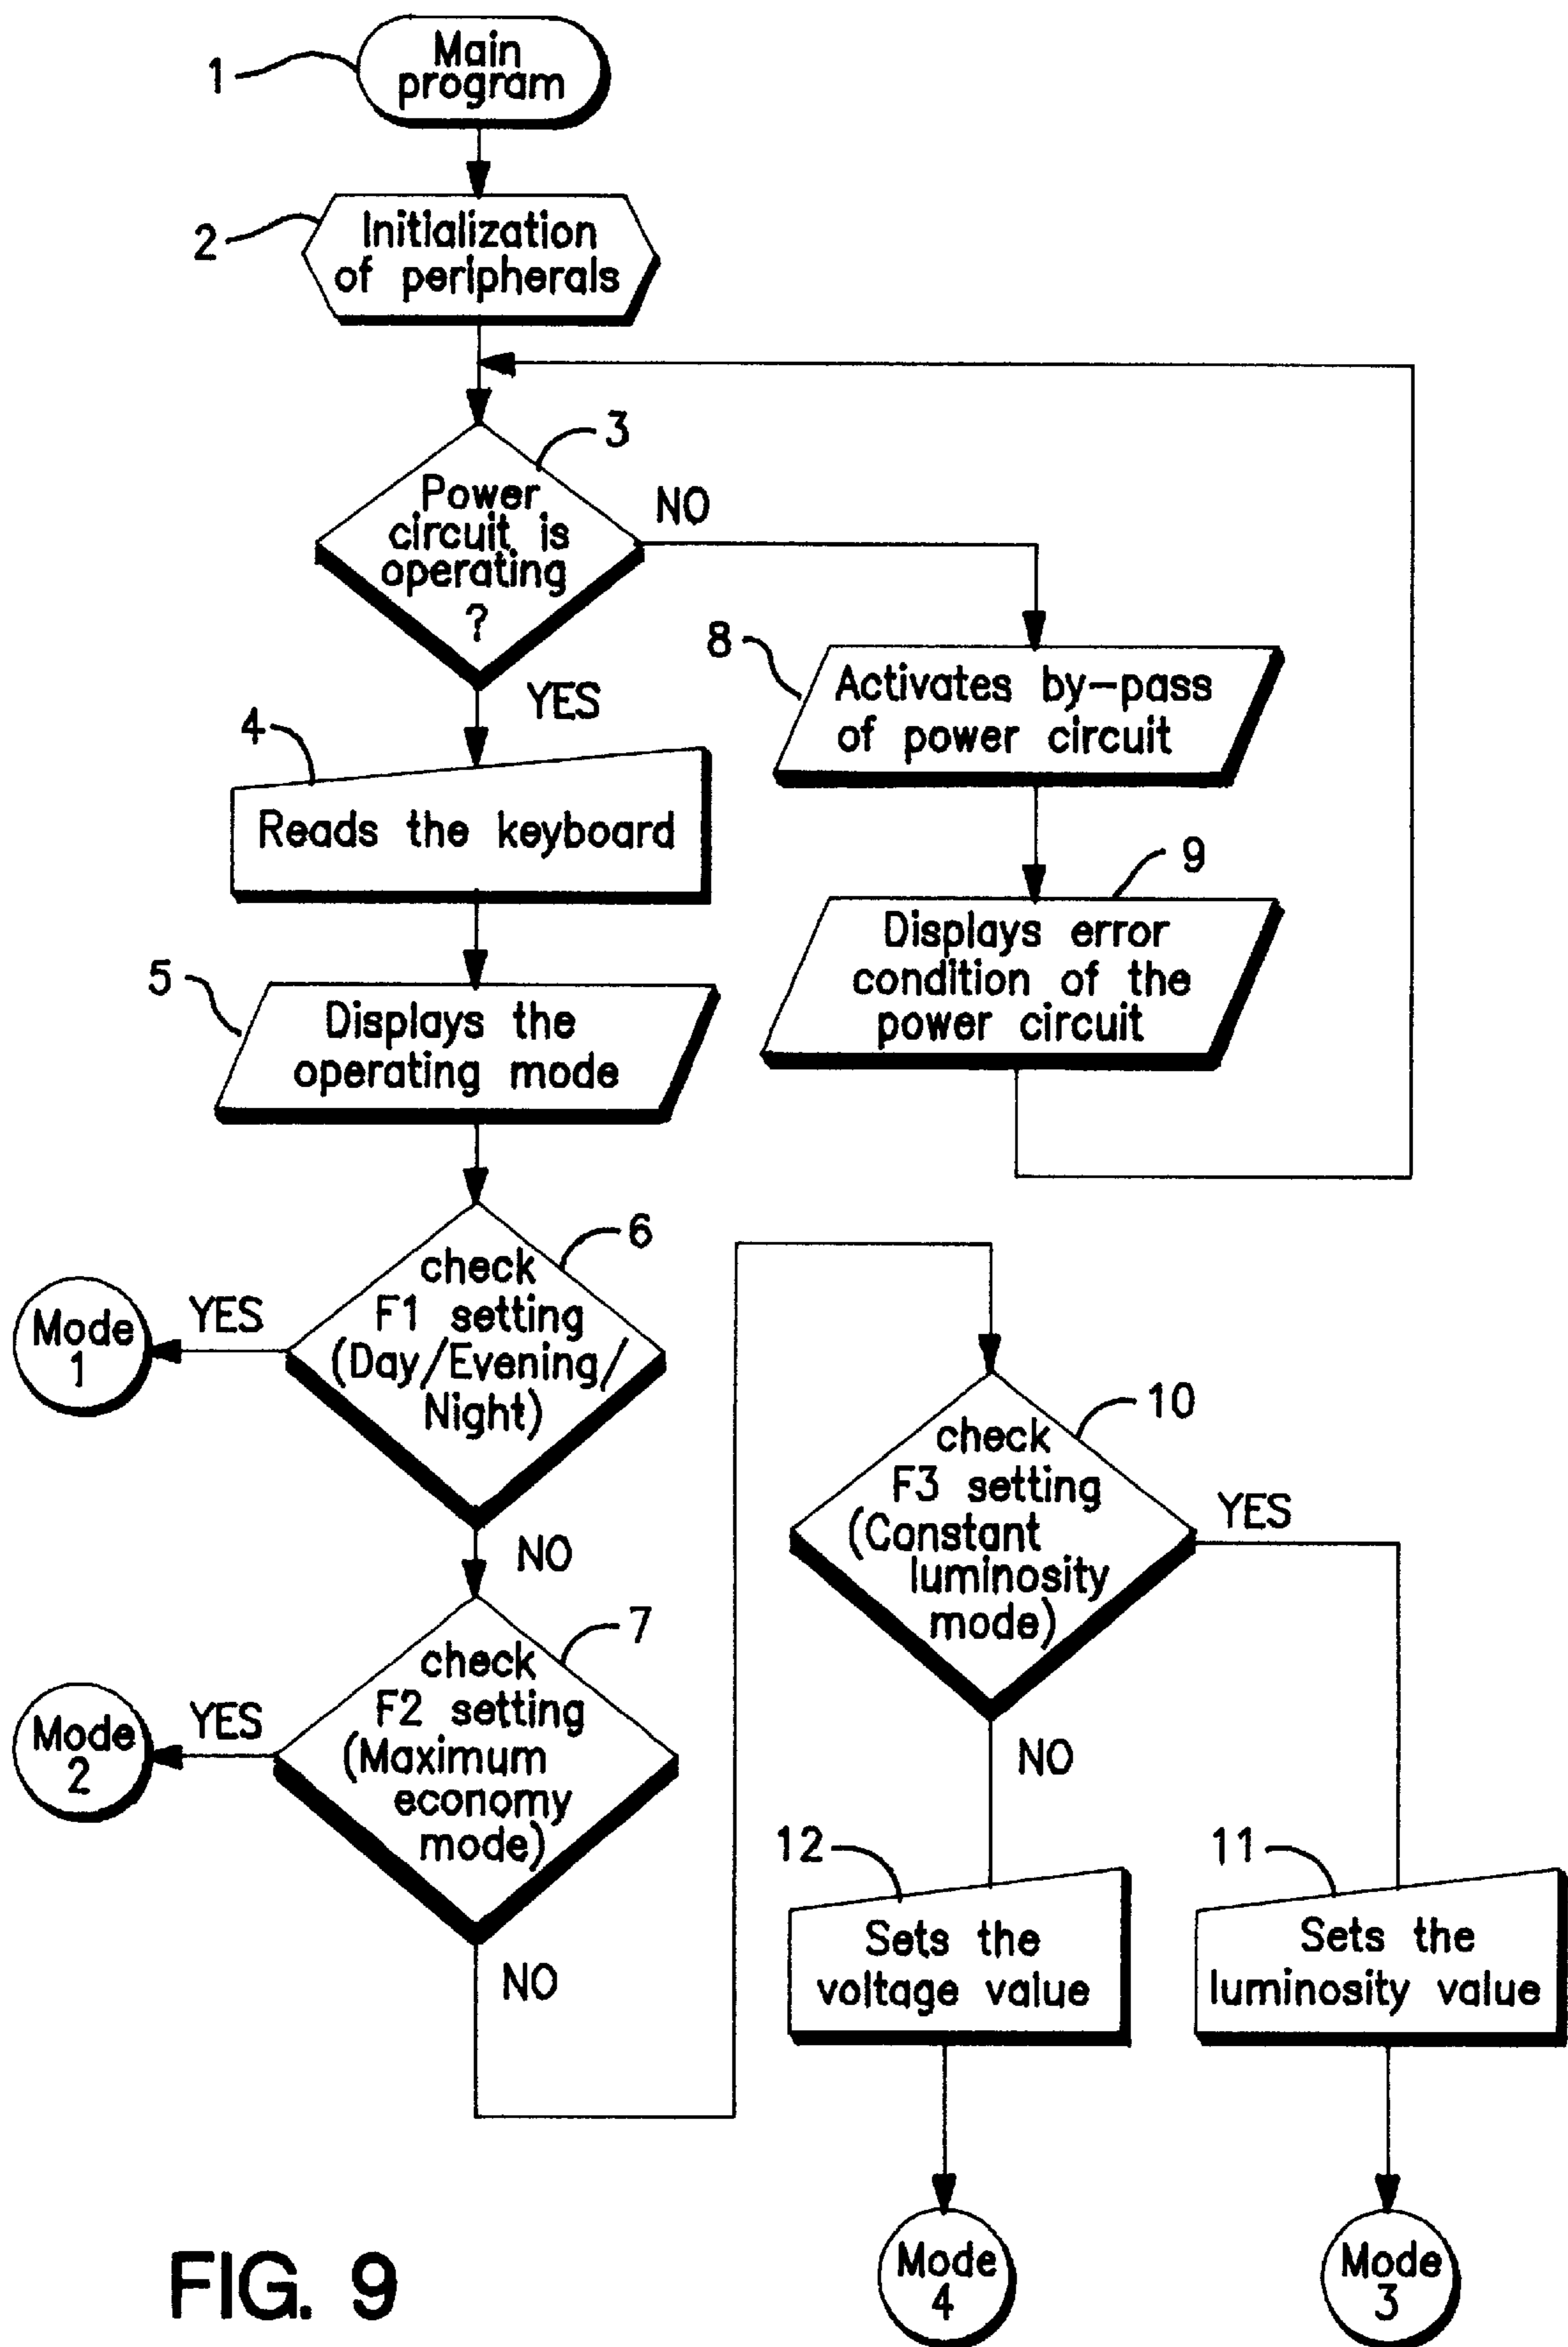 1
Main
program
2
Initialization
of peripherals
3
Power
circuit is
operating
?
NO
YES
8
Activates by-pass
of power circuit
4
Reads the keyboard
9
Displays error
condition of the
power circuit
5
Displays the
operating mode
6
check
F1 setting
(Day/Evening/
Night)
YES
Mode
1
NO
10
check
F3 setting
(Constant
luminosity
mode)
YES
7
check
F2 setting
(Maximum
economy
mode)
YES
Mode
2
NO
NO
12
Sets the
voltage value
11
Sets the
luminosity value
Mode
4
Mode
3
FIG. 9